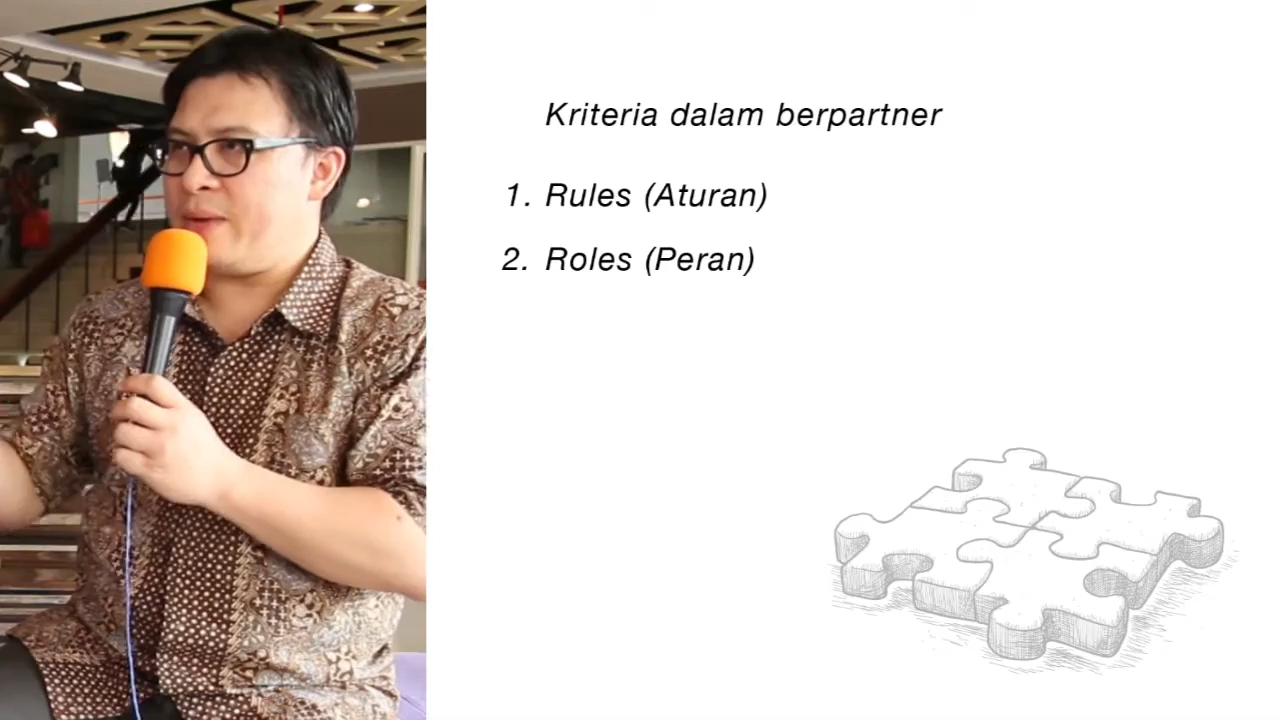 Kriteria dalam berpartner
1. Rules (Aturan)
2. Roles (Peran)